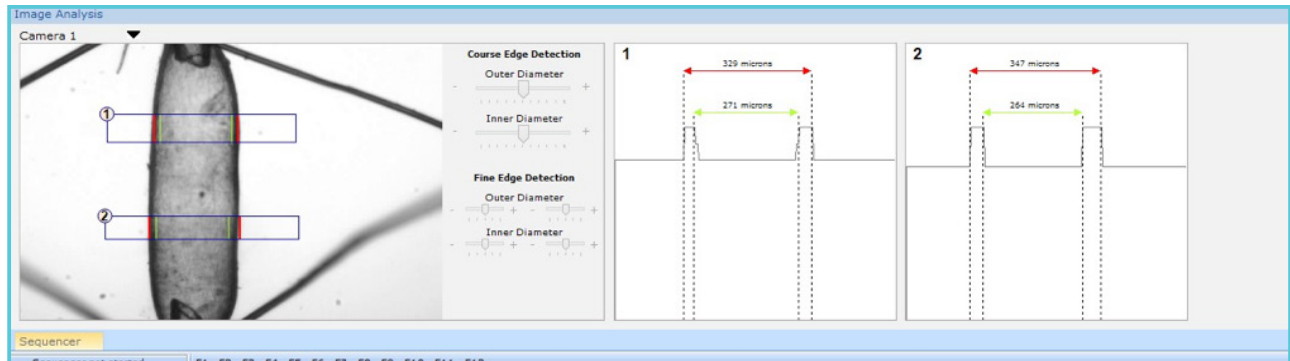 Image Analysis
Camera 1
1
2
Course Edge Detection
Outer Diameter
- +
Inner Diameter
- +
Fine Edge Detection
Outer Diameter
- + - +
Inner Diameter
- + - +
1
329 microns
271 microns
2
347 microns
264 microns
Sequencer